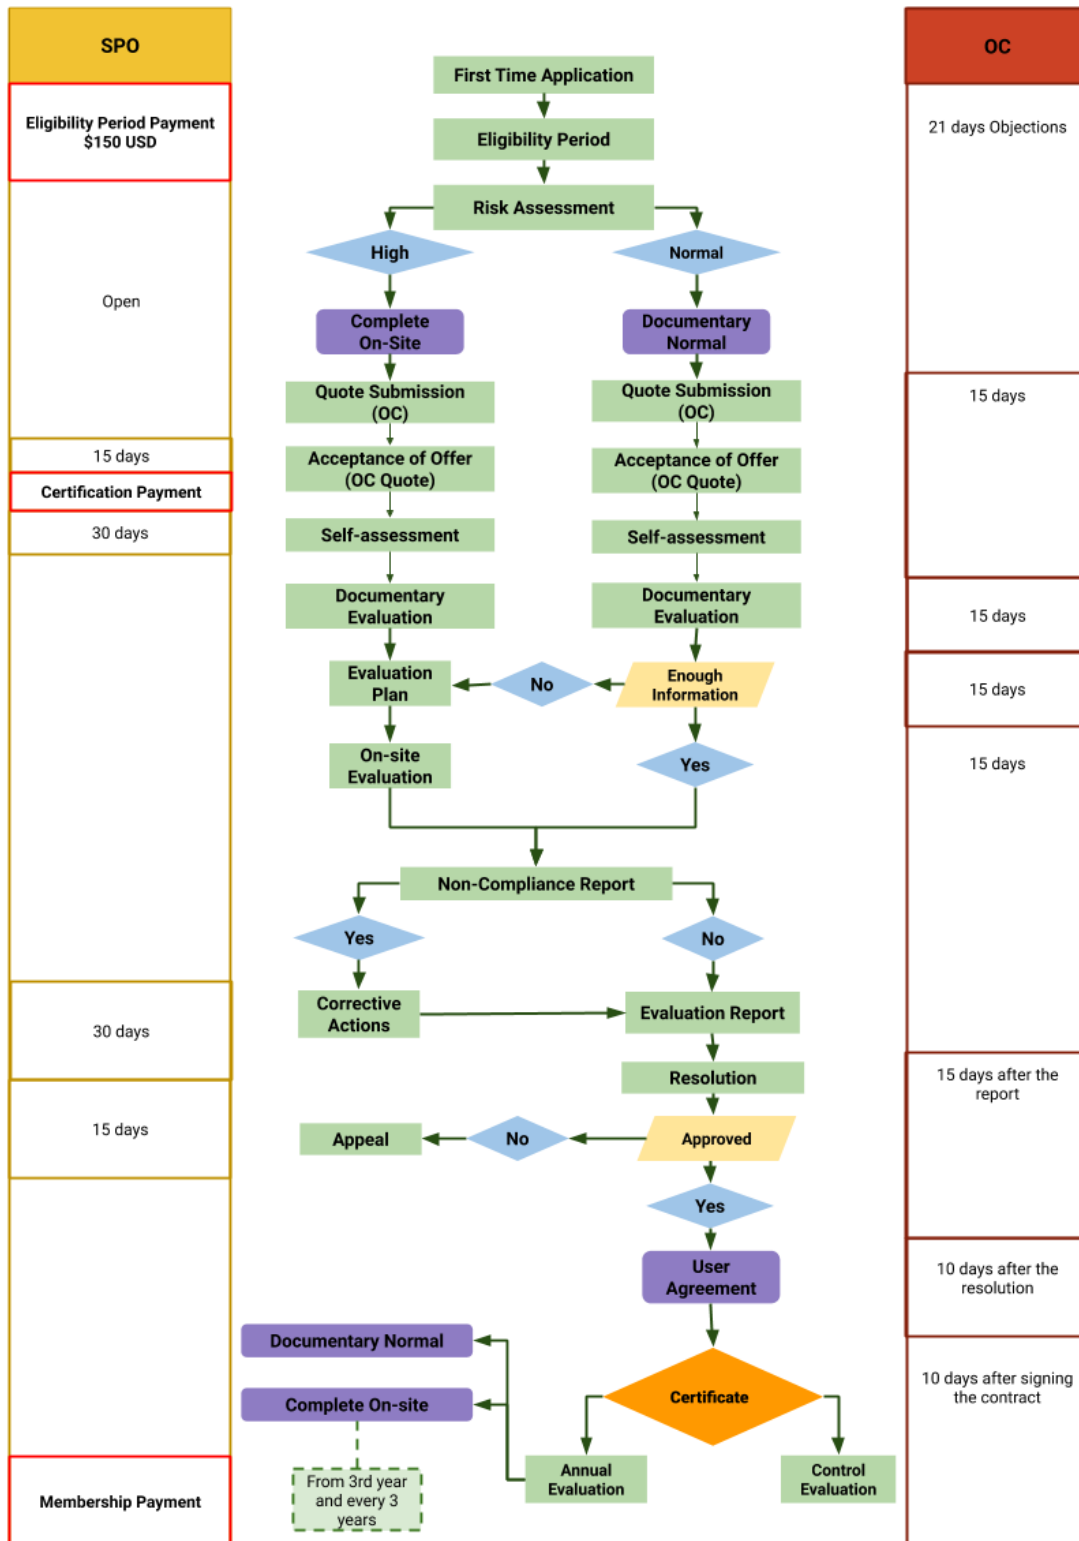 SPO
OC
First Time Application
Eligibility Period Payment
$150 USD
21 days Objections
Eligibility Period
Risk Assessment
High
Normal
Open
Complete
On-Site
Documentary
Normal
Quote Submission
(OC)
Quote Submission
(OC)
15 days
15 days
Acceptance of Offer
(OC Quote)
Acceptance of Offer
(OC Quote)
Certification Payment
30 days
Self-assessment
Self-assessment
Documentary
Evaluation
Documentary
Evaluation
15 days
Evaluation
Plan
No
Enough
Information
15 days
On-site
Evaluation
Yes
15 days
Non-Compliance Report
Yes
No
Corrective
Actions
Evaluation Report
30 days
Resolution
15 days after the
report
15 days
Appeal
No
Approved
Yes
User
Agreement
10 days after the
resolution
Documentary Normal
Complete On-site
Certificate
10 days after signing
the contract
From 3rd year
and every 3
years
Annual
Evaluation
Control
Evaluation
Membership Payment